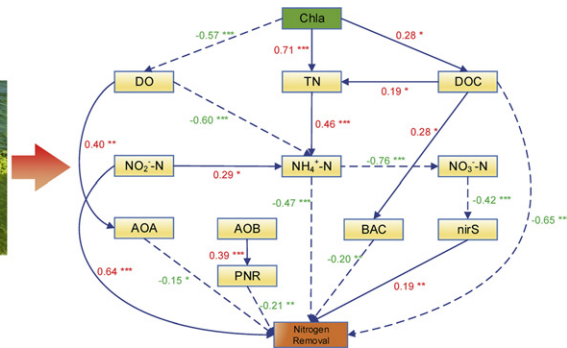 Chla
-0.57 ***
0.71 ***
0.28 *
DO
TN
0.19 *
DOC
-0.60 ***
0.46 ***
0.28 *
0.40 **
NO₂⁻-N
0.29 *
NH₄⁺-N
-0.76 ***
NO₃⁻-N
-0.47 ***
-0.42 ***
-0.65 **
AOA
AOB
BAC
nirS
0.64 ***
-0.15 *
0.39 ***
PNR
-0.20 **
-0.21 **
0.19 **
Nitrogen
Removal